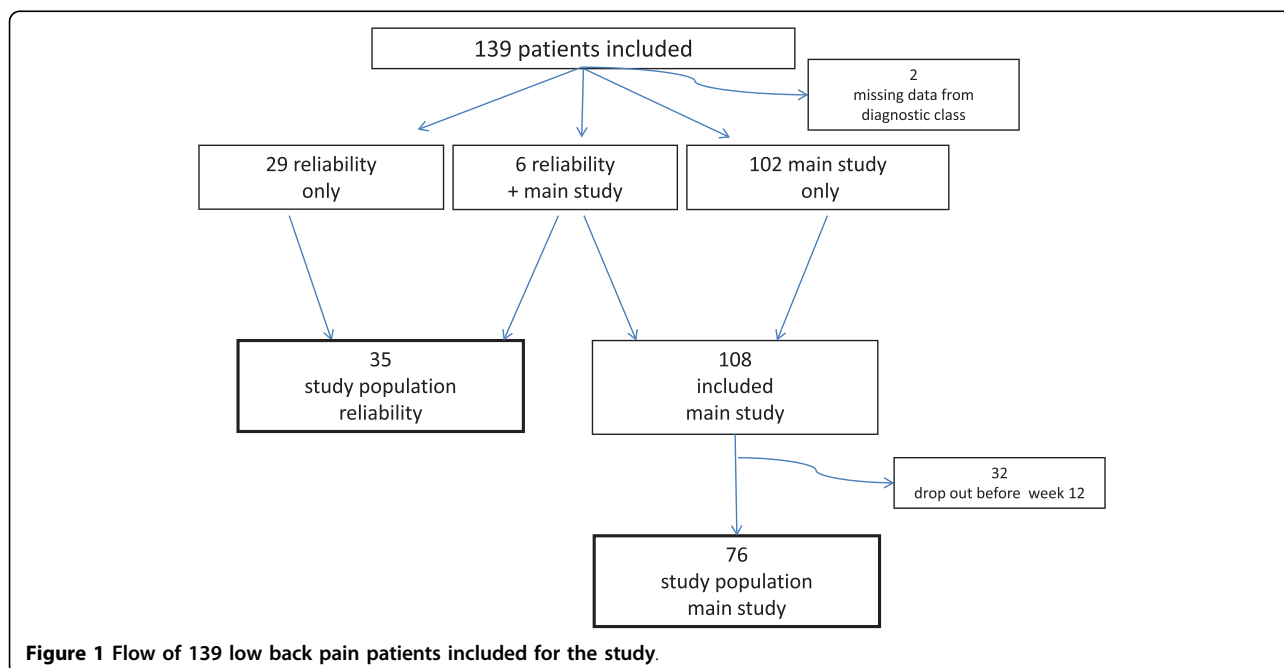 139 patients included
2
missing data from
diagnostic class
29 reliability
only
6 reliability
+ main study
102 main study
only
35
study population
reliability
108
included
main study
32
drop out before week 12
76
study population
main study
Figure 1 Flow of 139 low back pain patients included for the study.